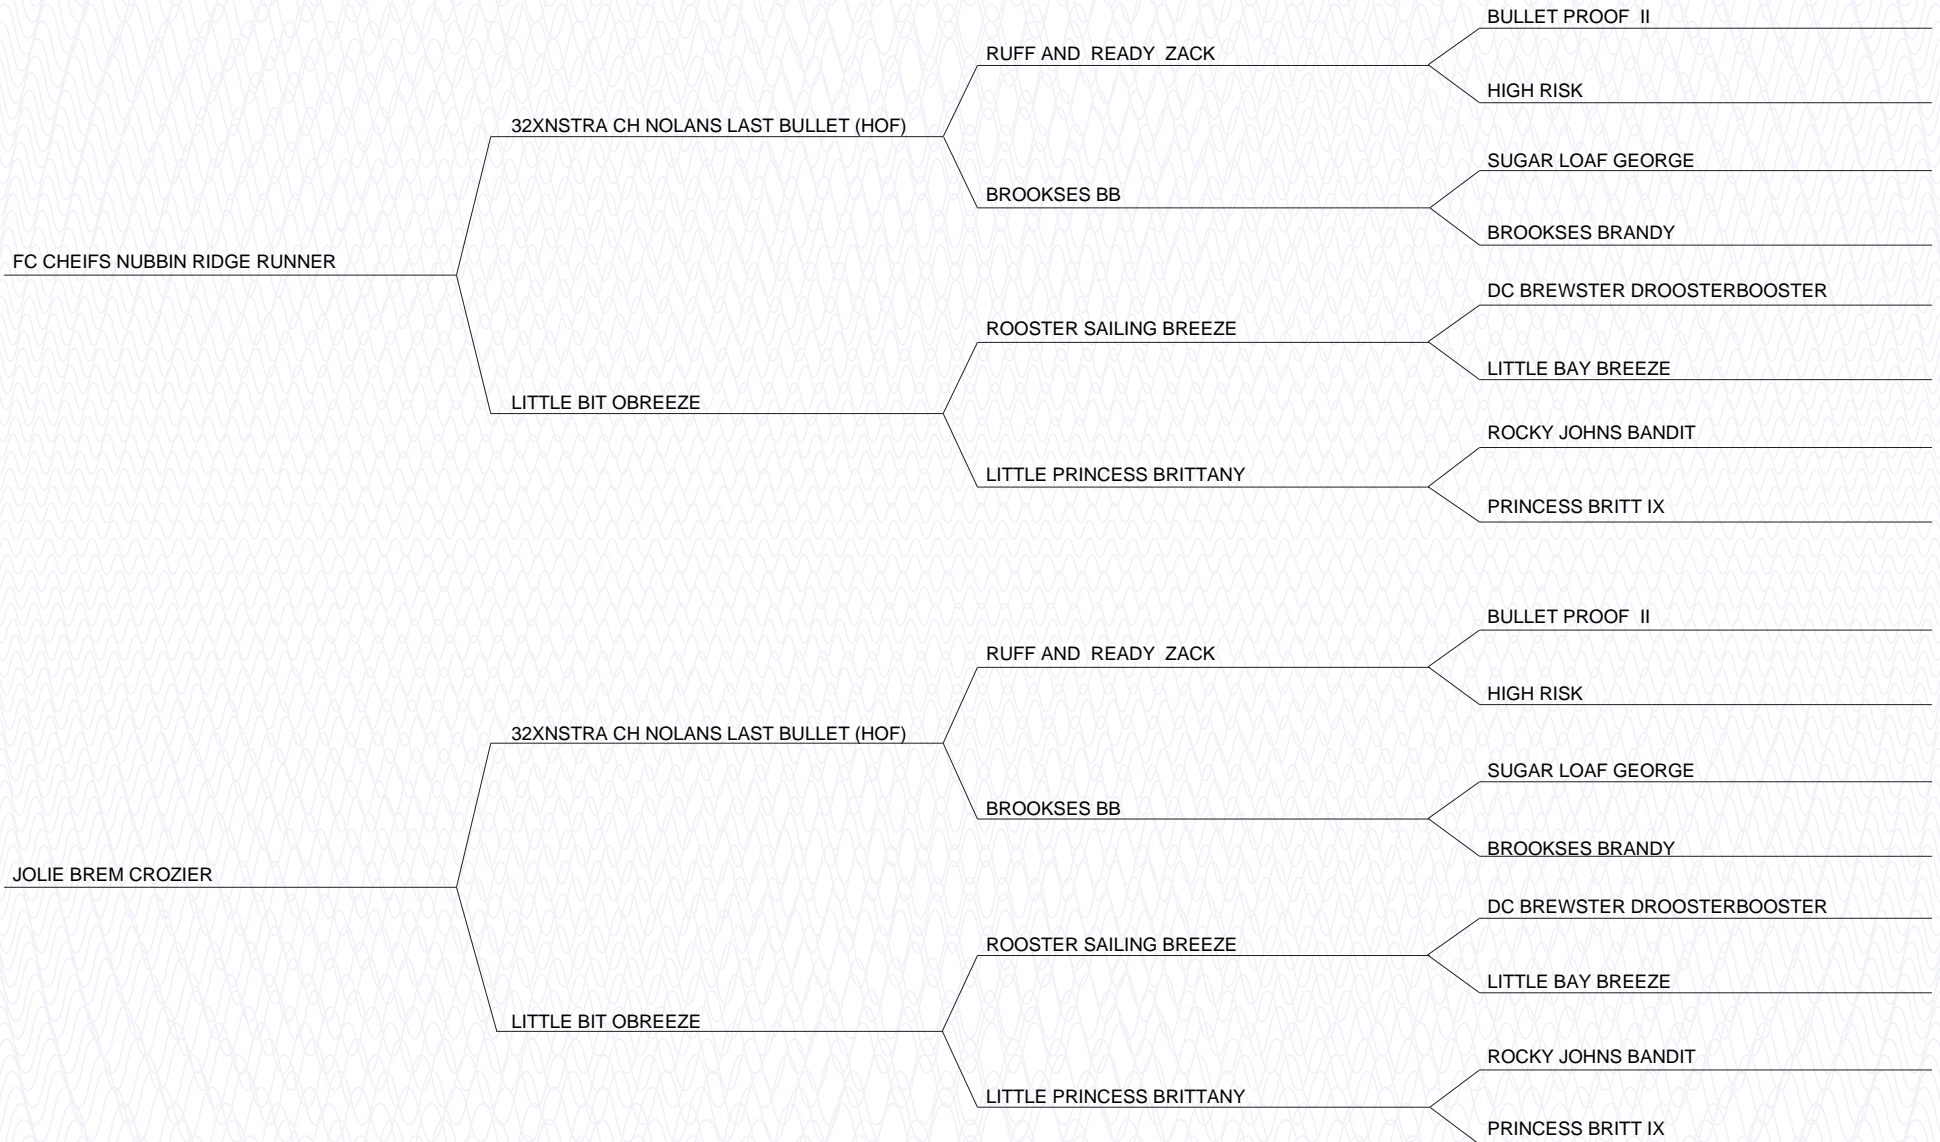 BULLET PROOF  II
RUFF AND  READY  ZACK
HIGH RISK
32XNSTRA CH NOLANS LAST BULLET (HOF)
SUGAR LOAF GEORGE
BROOKSES BB
BROOKSES BRANDY
FC CHEIFS NUBBIN RIDGE RUNNER
DC BREWSTER DROOSTERBOOSTER
ROOSTER SAILING BREEZE
LITTLE BAY BREEZE
LITTLE BIT OBREEZE
ROCKY JOHNS BANDIT
LITTLE PRINCESS BRITTANY
PRINCESS BRITT IX
BULLET PROOF  II
RUFF AND  READY  ZACK
HIGH RISK
32XNSTRA CH NOLANS LAST BULLET (HOF)
SUGAR LOAF GEORGE
BROOKSES BB
BROOKSES BRANDY
JOLIE BREM CROZIER
DC BREWSTER DROOSTERBOOSTER
ROOSTER SAILING BREEZE
LITTLE BAY BREEZE
LITTLE BIT OBREEZE
ROCKY JOHNS BANDIT
LITTLE PRINCESS BRITTANY
PRINCESS BRITT IX